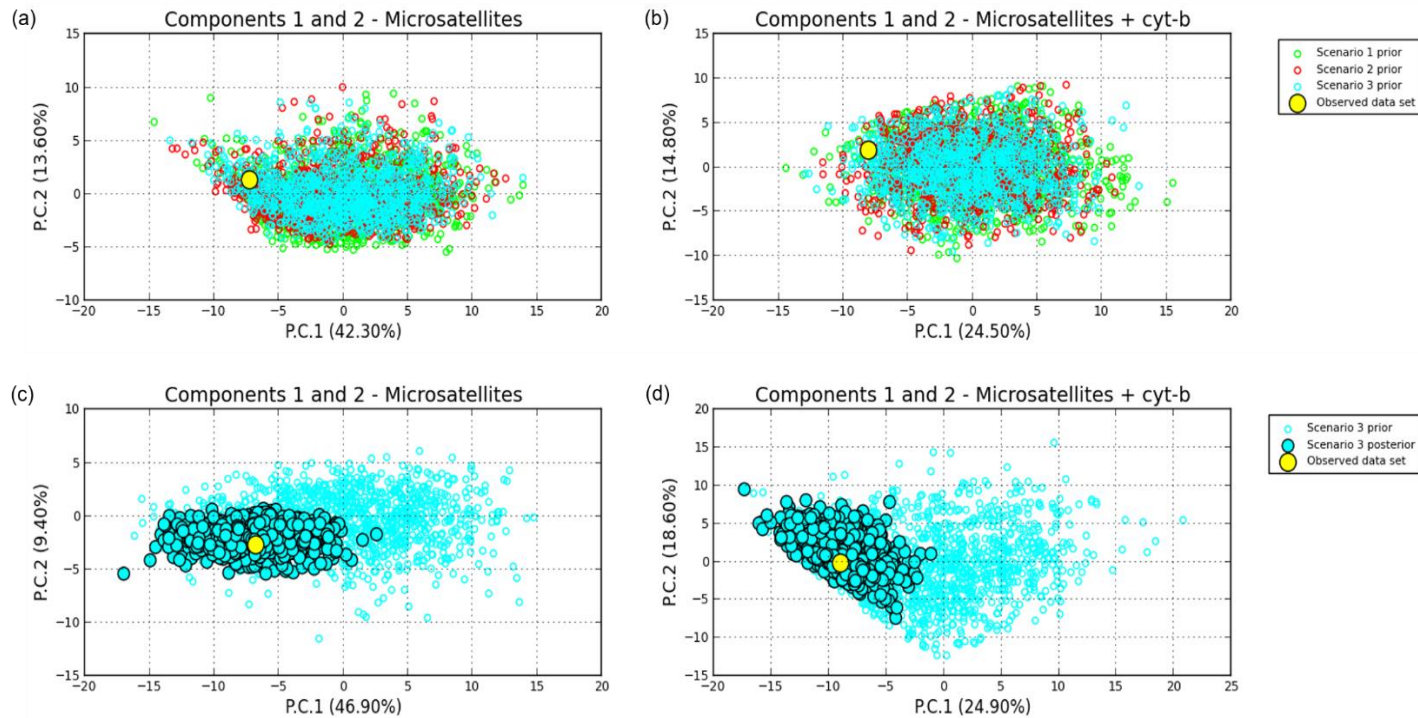 (a)
Components 1 and 2 - Microsatellites
15
10
5
0
−5
−10
−20
−15
−10
−5
0
5
10
15
20
P.C.2 (13.60%)
P.C.1 (42.30%)
(b)
Components 1 and 2 - Microsatellites + cyt-b
15
10
5
0
−5
−10
−15
−20
−15
−10
−5
0
5
10
15
20
P.C.2 (14.80%)
P.C.1 (24.50%)
Scenario 1 prior
Scenario 2 prior
Scenario 3 prior
Observed data set
(c)
Components 1 and 2 - Microsatellites
10
5
0
−5
−10
−15
−20
−15
−10
−5
0
5
10
15
20
P.C.2 (9.40%)
P.C.1 (46.90%)
(d)
Components 1 and 2 - Microsatellites + cyt-b
20
15
10
5
0
−5
−10
−15
−20
−15
−10
−5
0
5
10
15
20
25
P.C.2 (18.60%)
P.C.1 (24.90%)
Scenario 3 prior
Scenario 3 posterior
Observed data set